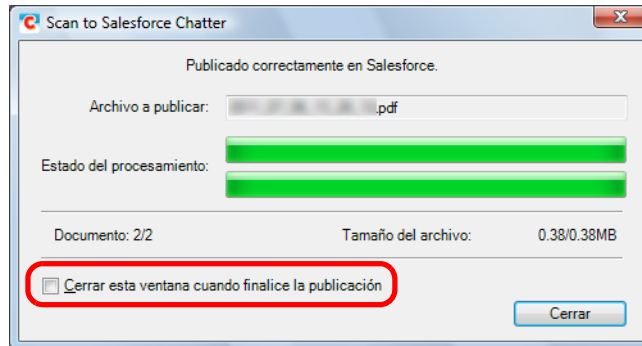 Scan to Salesforce Chatter
Publicado correctamente en Salesforce.
Archivo a publicar: .pdf
Estado del procesamiento:
Documento: 2/2 Tamaño del archivo: 0.38/0.38MB
Cerrar esta ventana cuando finalice la publicación
Cerrar